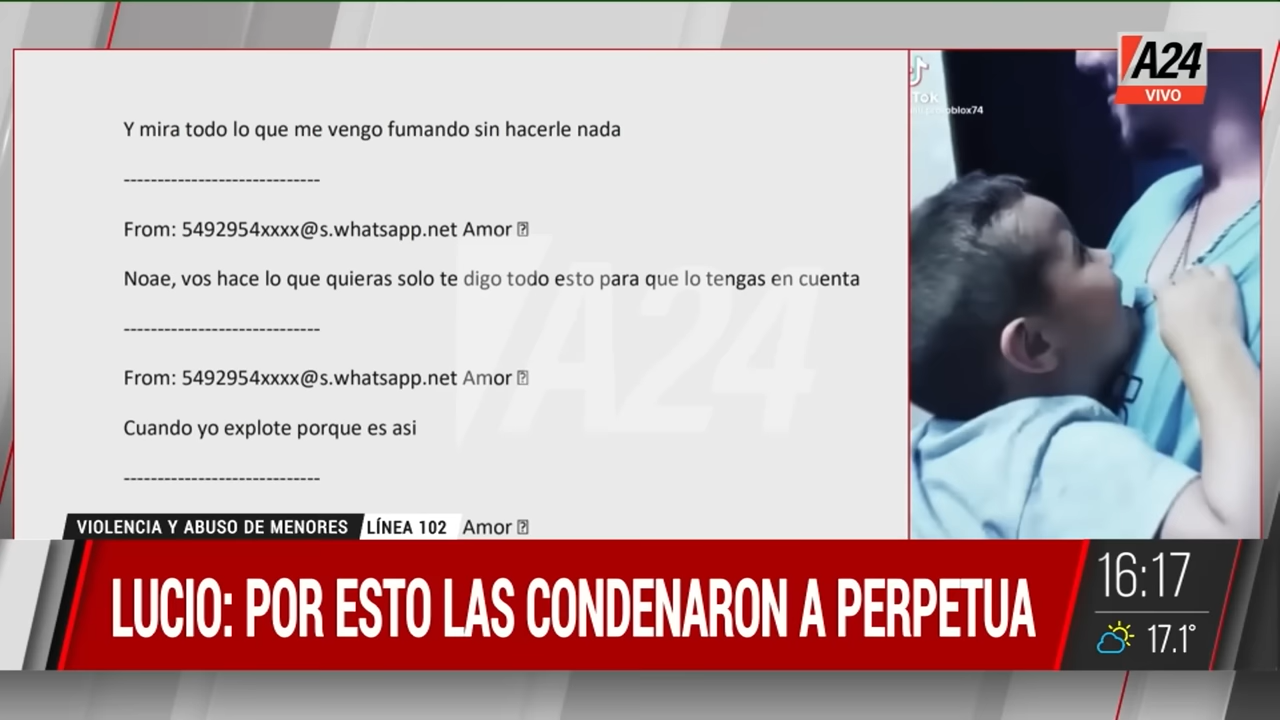 Y mira todo lo que me vengo fumando sin hacerle nada
-----------------------------
From: 5492954xxxx@s.whatsapp.net Amor
Noae, vos hace lo que quieras solo te digo todo esto para que lo tengas en cuenta
-----------------------------
From: 5492954xxxx@s.whatsapp.net Amor
Cuando yo explote porque es asi
-----------------------------
Amor
A24
Tok
A24
VIVO
VIOLENCIA Y ABUSO DE MENORES LÍNEA 102
LUCIO: POR ESTO LAS CONDENARON A PERPETUA
16:17
17.1°